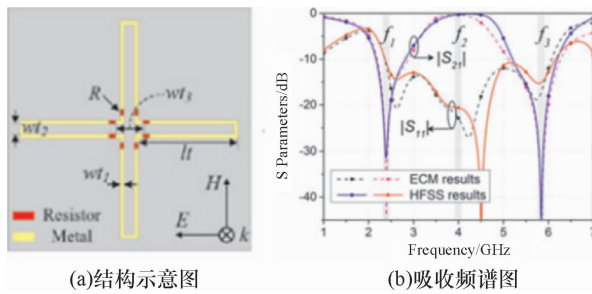 R
wt3
wt2
lt
wt1
H
E
k
Resistor
Metal
(a)结构示意图
S Parameters/dB
0
-10
-20
-30
-40
f1
f2
f3
|S21|
|S11|
ECM results
HFSS results
1
2
3
4
5
6
7
Frequency/GHz
(b)吸收频谱图